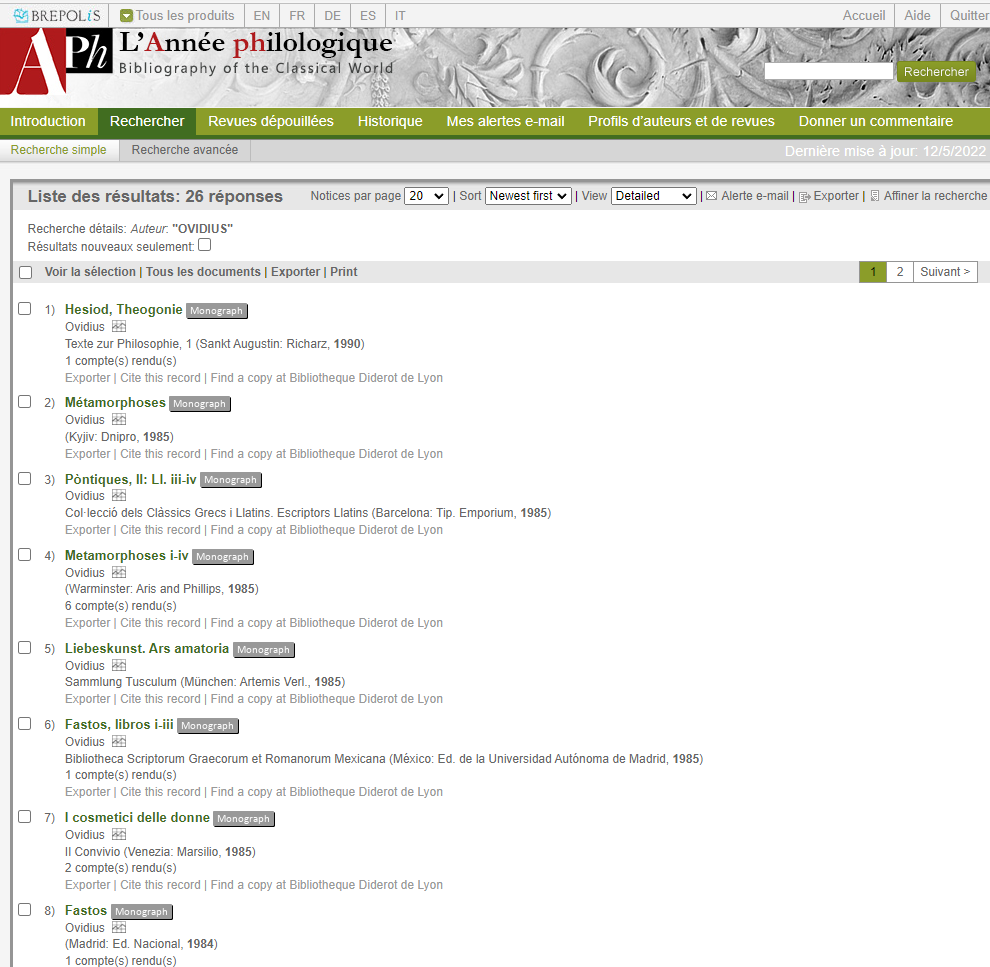 BREPOLiS Tous les produits EN FR DE ES IT Accueil Aide Quitter
APh L'Année philologique
Bibliography of the Classical World
Rechercher
Introduction Rechercher Revues dépouillées Historique Mes alertes e-mail Profils d'auteurs et de revues Donner un commentaire
Recherche simple Recherche avancée Dernière mise à jour: 12/5/2022
Liste des résultats: 26 réponses Notices par page 20 | Sort Newest first | View Detailed | Alerte e-mail | Exporter | Affiner la recherche
Recherche détails: Auteur: "OVIDIUS"
Résultats nouveaux seulement:
Voir la sélection | Tous les documents | Exporter | Print 1 2 Suivant >
1) Hesiod, Theogonie Monograph
Ovidius
Texte zur Philosophie, 1 (Sankt Augustin: Richarz, 1990)
1 compte(s) rendu(s)
Exporter | Cite this record | Find a copy at Bibliotheque Diderot de Lyon
2) Métamorphoses Monograph
Ovidius
(Kyjiv: Dnipro, 1985)
Exporter | Cite this record | Find a copy at Bibliotheque Diderot de Lyon
3) Pòntiques, II: Ll. iii-iv Monograph
Ovidius
Col·lecció dels Clàssics Grecs i Llatins. Escriptors Llatins (Barcelona: Tip. Emporium, 1985)
Exporter | Cite this record | Find a copy at Bibliotheque Diderot de Lyon
4) Metamorphoses i-iv Monograph
Ovidius
(Warminster: Aris and Phillips, 1985)
6 compte(s) rendu(s)
Exporter | Cite this record | Find a copy at Bibliotheque Diderot de Lyon
5) Liebeskunst. Ars amatoria Monograph
Ovidius
Sammlung Tusculum (München: Artemis Verl., 1985)
Exporter | Cite this record | Find a copy at Bibliotheque Diderot de Lyon
6) Fastos, libros i-iii Monograph
Ovidius
Bibliotheca Scriptorum Graecorum et Romanorum Mexicana (México: Ed. de la Universidad Autónoma de Madrid, 1985)
1 compte(s) rendu(s)
Exporter | Cite this record | Find a copy at Bibliotheque Diderot de Lyon
7) I cosmetici delle donne Monograph
Ovidius
Il Convivio (Venezia: Marsilio, 1985)
2 compte(s) rendu(s)
Exporter | Cite this record | Find a copy at Bibliotheque Diderot de Lyon
8) Fastos Monograph
Ovidius
(Madrid: Ed. Nacional, 1984)
1 compte(s) rendu(s)